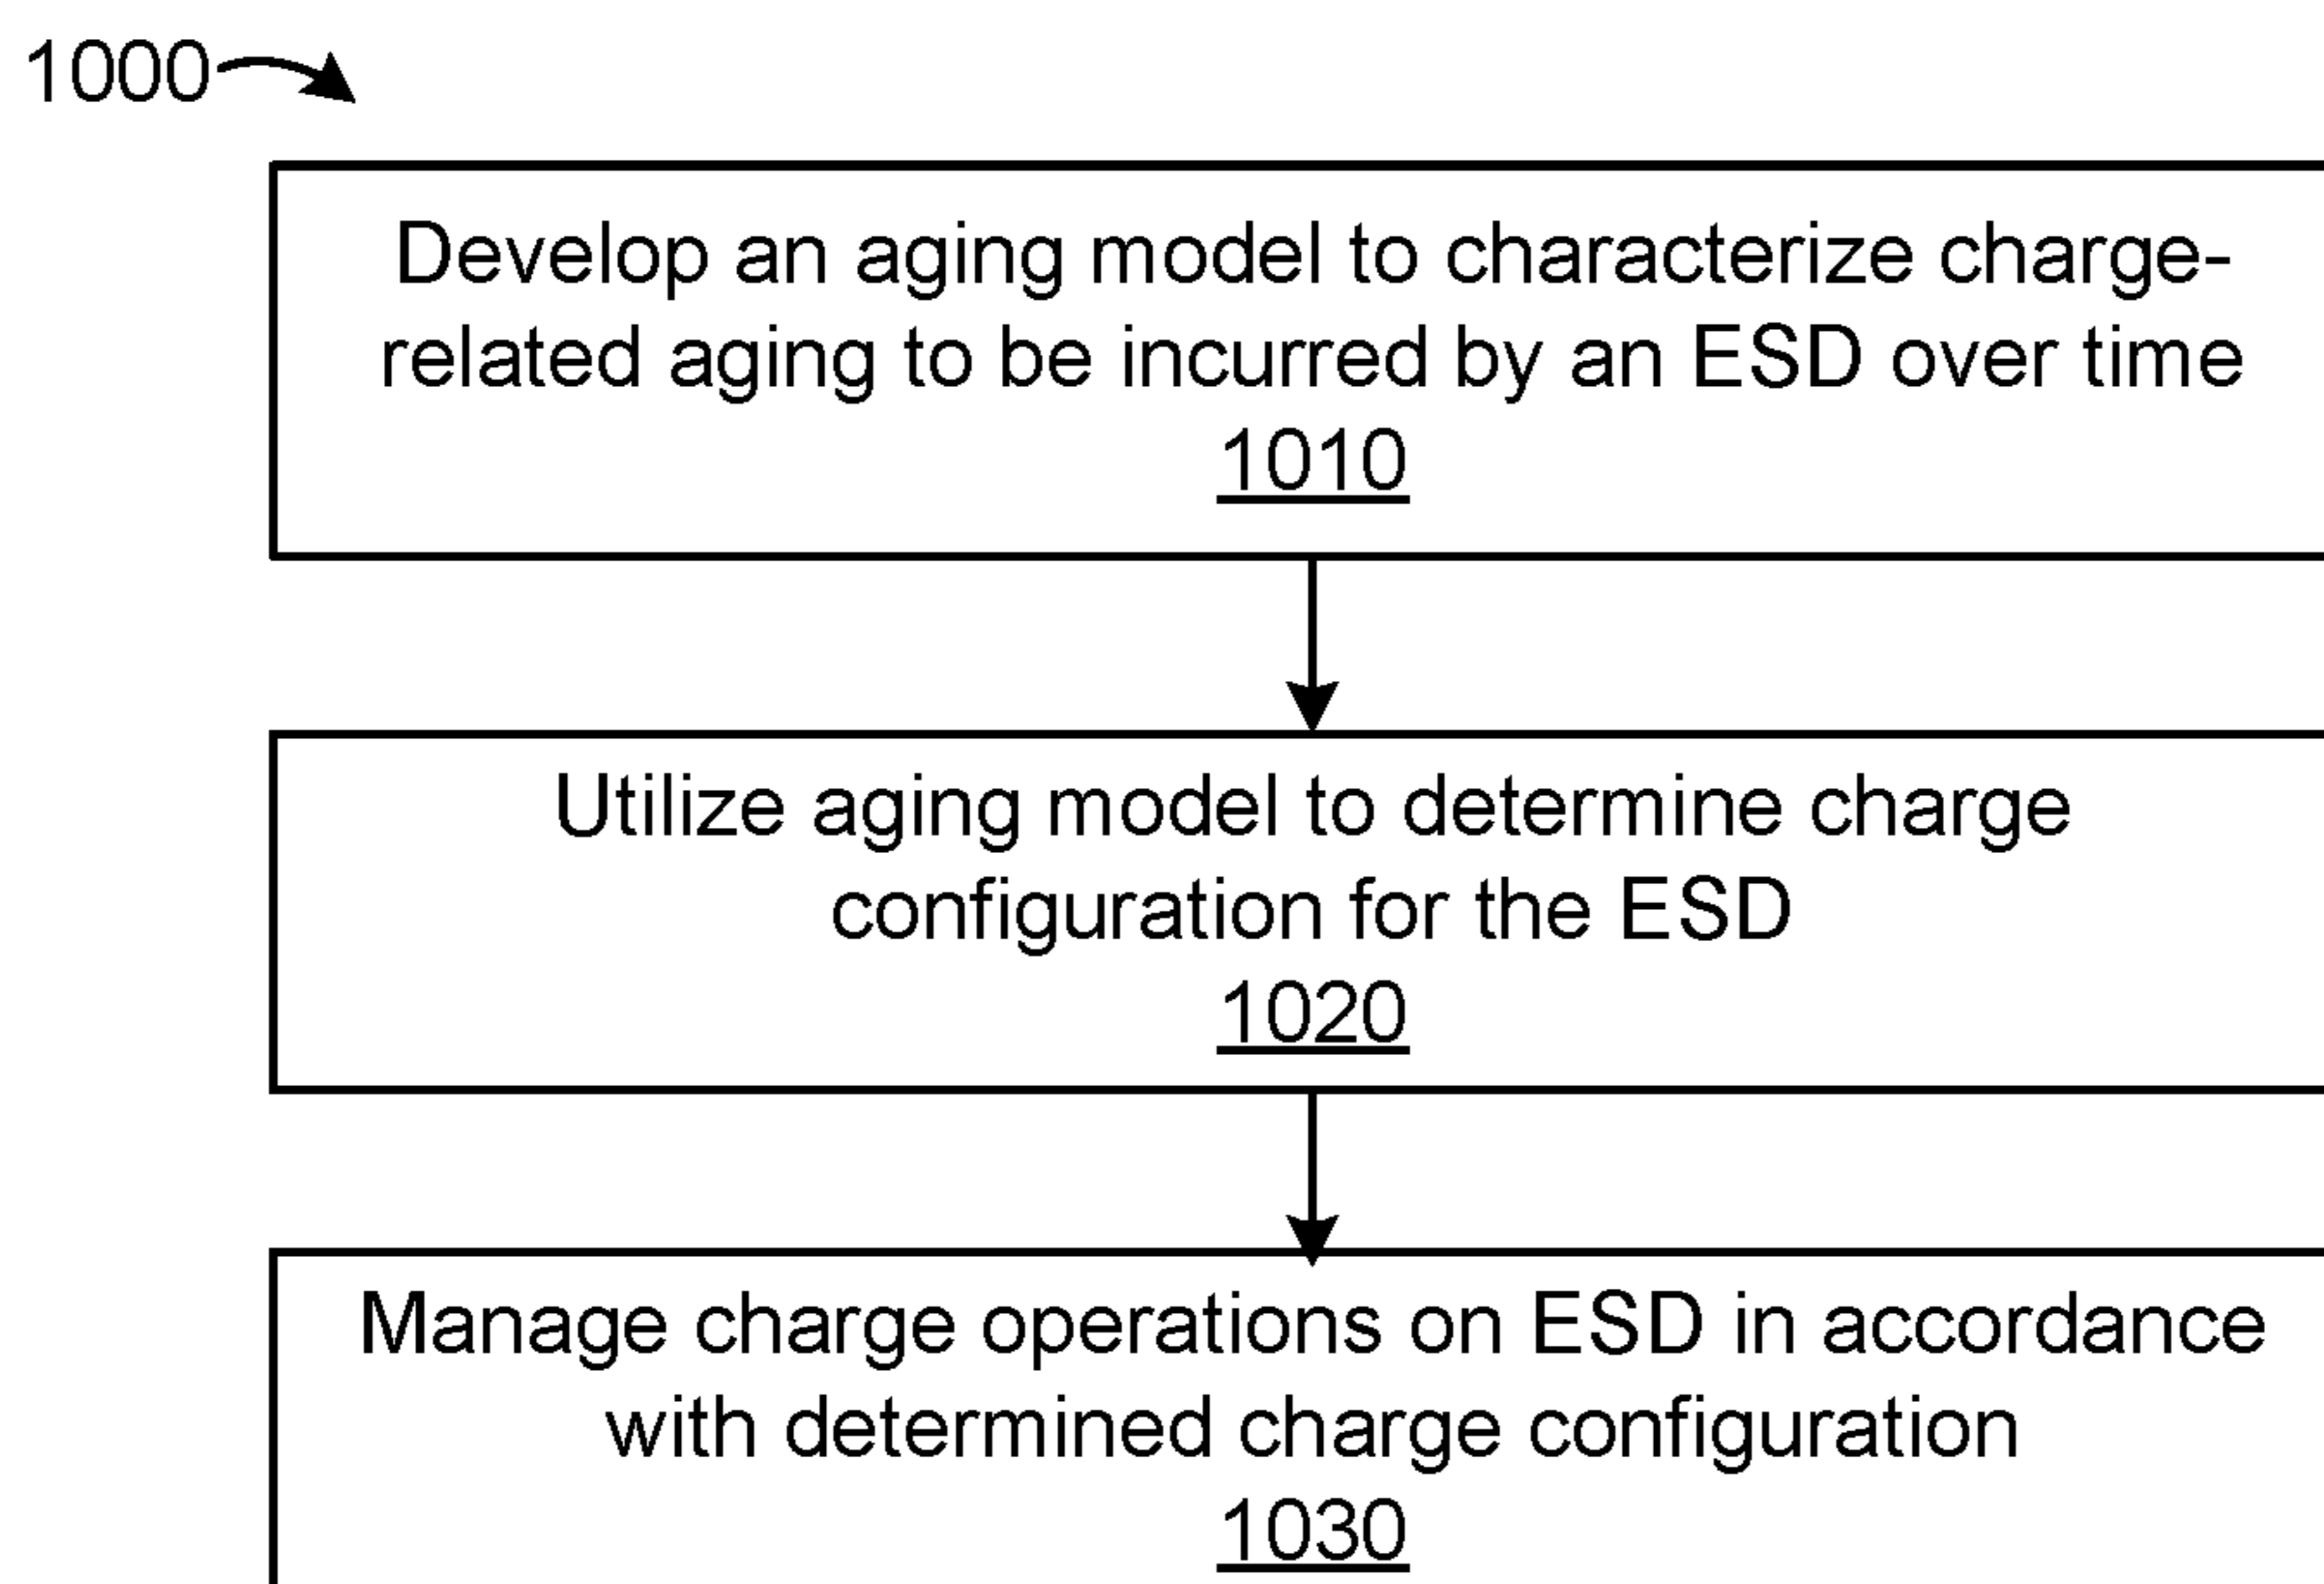 1000
Develop an aging model to characterize charge-
related aging to be incurred by an ESD over time
1010
Utilize aging model to determine charge
configuration for the ESD
1020
Manage charge operations on ESD in accordance
with determined charge configuration
1030